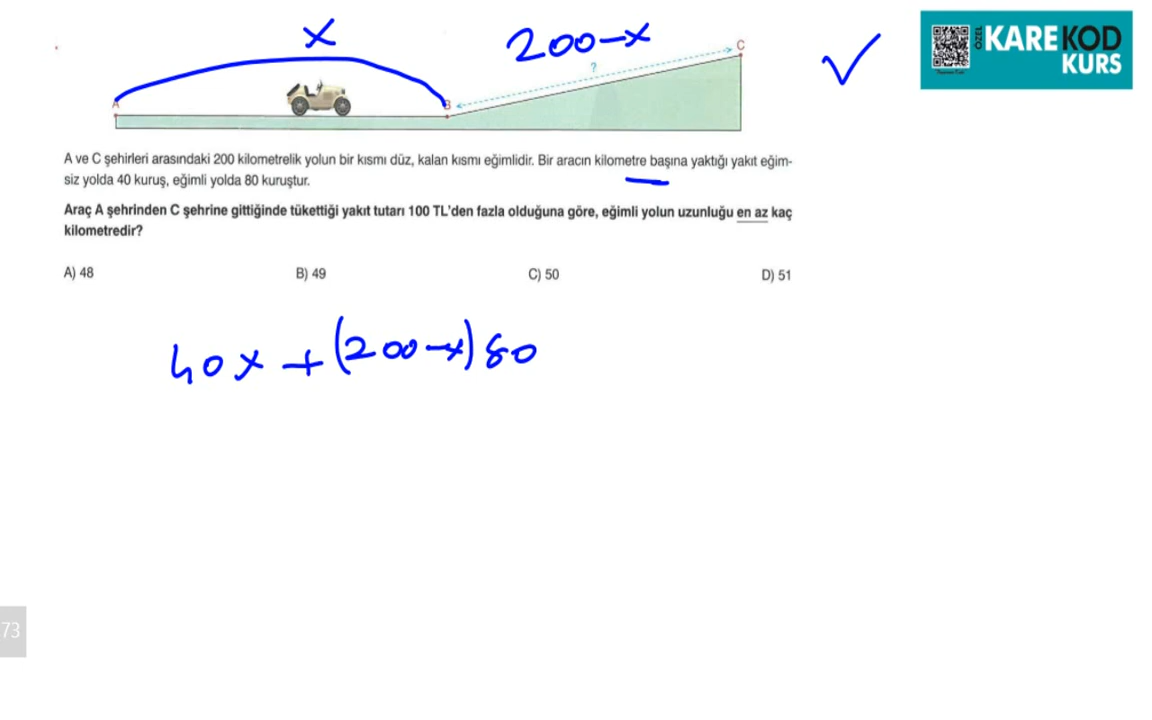 x
200-x
C
✓
ÖZEL
KAREKOD
KURS
?
A
B
A ve C şehirleri arasındaki 200 kilometrelik yolun bir kısmı düz, kalan kısmı eğimlidir. Bir aracın kilometre başına yaktığı yakıt eğim-
siz yolda 40 kuruş, eğimli yolda 80 kuruştur.
Araç A şehrinden C şehrine gittiğinde tükettiği yakıt tutarı 100 TL'den fazla olduğuna göre, eğimli yolun uzunluğu en az kaç
kilometredir?
A) 48 B) 49 C) 50 D) 51
40x+(200-x)80
73